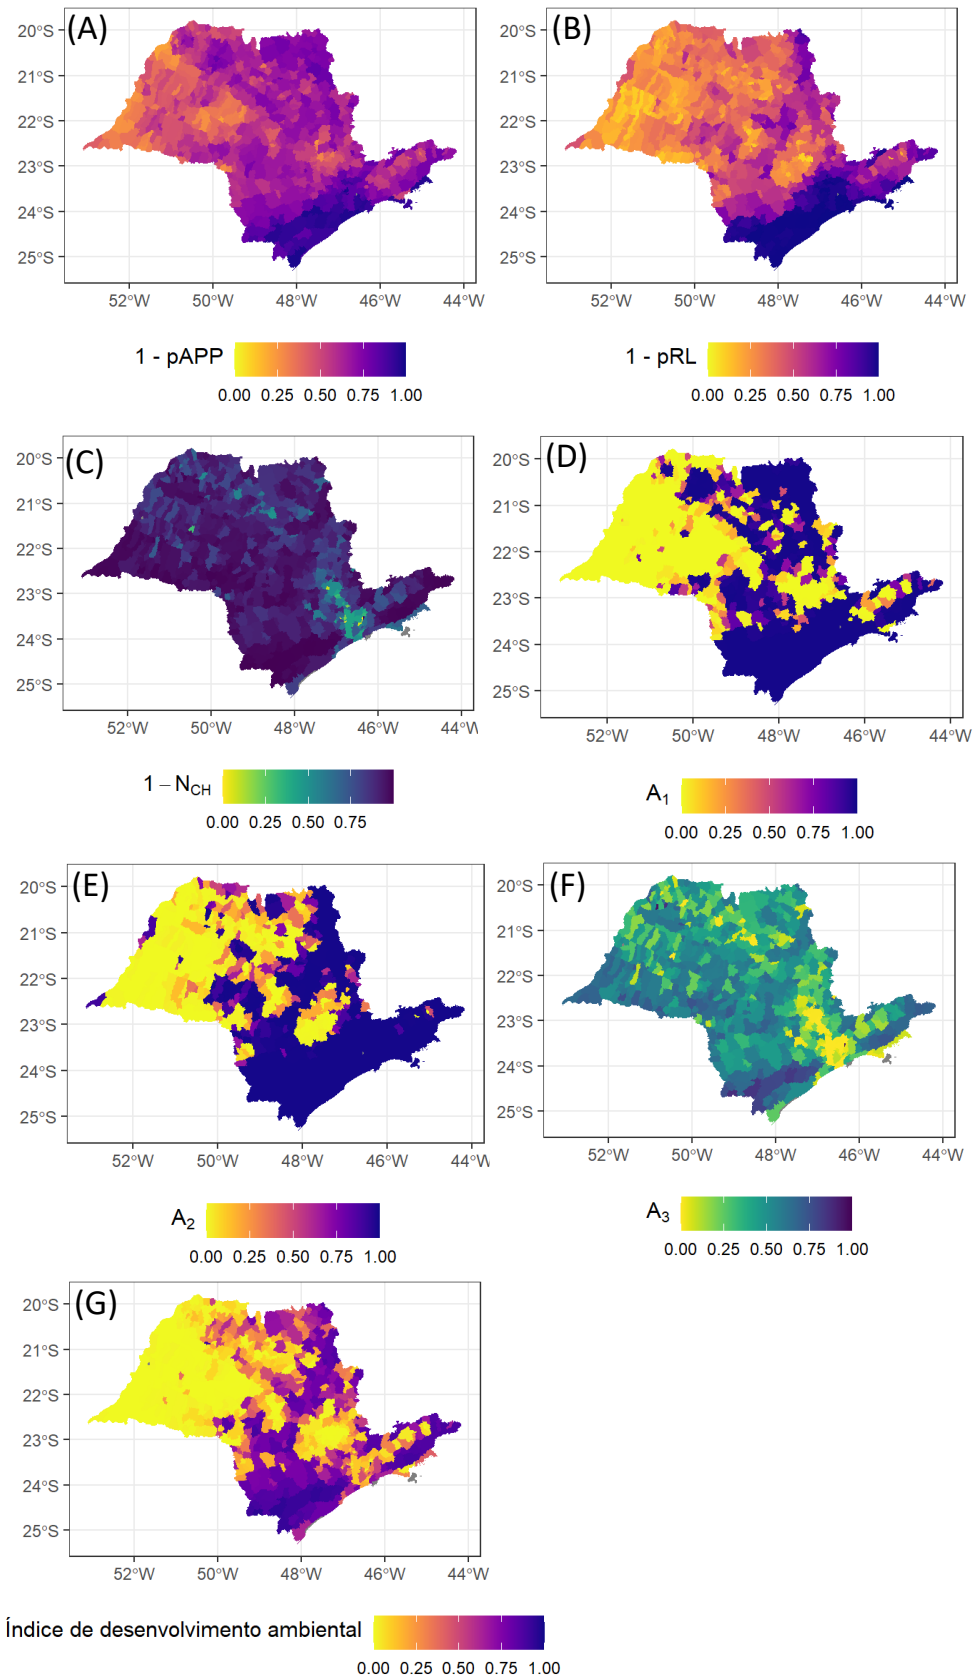 (A)
20°S
21°S
22°S
23°S
24°S
25°S
52°W 50°W 48°W 46°W 44°W
1 - pAPP
0.00 0.25 0.50 0.75 1.00
(B)
20°S
21°S
22°S
23°S
24°S
25°S
52°W 50°W 48°W 46°W 44°W
1 - pRL
0.00 0.25 0.50 0.75 1.00
(C)
20°S
21°S
22°S
23°S
24°S
25°S
52°W 50°W 48°W 46°W 44°W
1 − N_CH
0.00 0.25 0.50 0.75
(D)
20°S
21°S
22°S
23°S
24°S
25°S
52°W 50°W 48°W 46°W 44°W
A₁
0.00 0.25 0.50 0.75 1.00
(E)
20°S
21°S
22°S
23°S
24°S
25°S
52°W 50°W 48°W 46°W 44°W
A₂
0.00 0.25 0.50 0.75 1.00
(F)
20°S
21°S
22°S
23°S
24°S
25°S
52°W 50°W 48°W 46°W 44°W
A₃
0.00 0.25 0.50 0.75 1.00
(G)
20°S
21°S
22°S
23°S
24°S
25°S
52°W 50°W 48°W 46°W 44°W
Índice de desenvolvimento ambiental
0.00 0.25 0.50 0.75 1.00